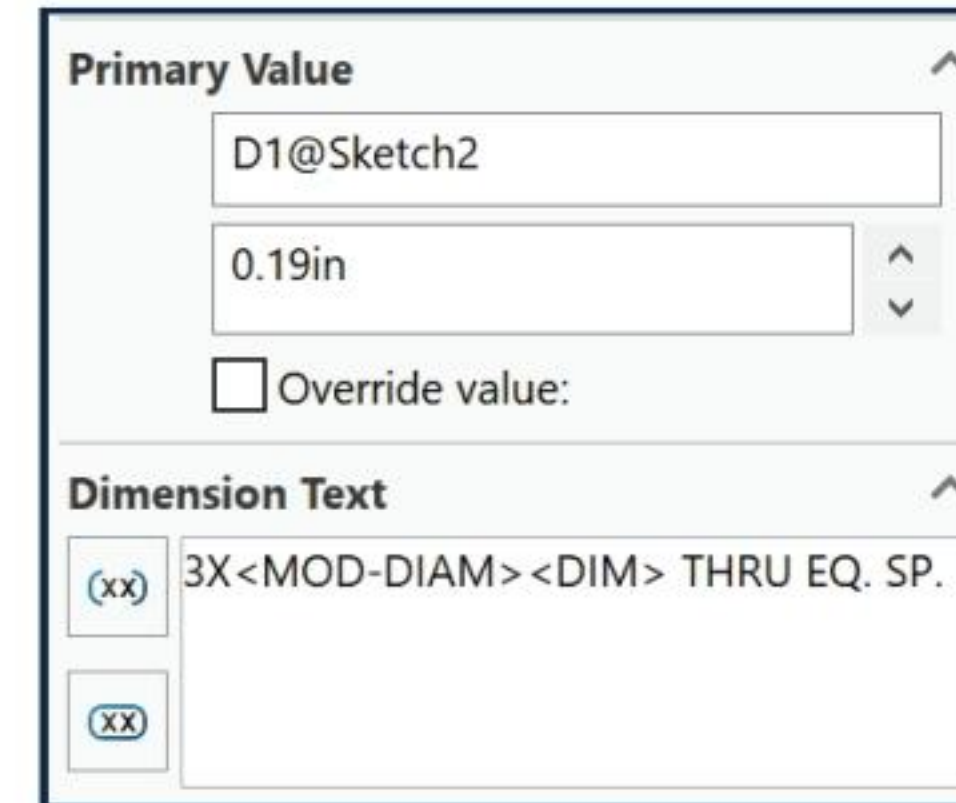 Primary Value
D1@Sketch2
0.19in
Override value:
Dimension Text
(xx) 3X<MOD-DIAM><DIM> THRU EQ. SP.
(xx)